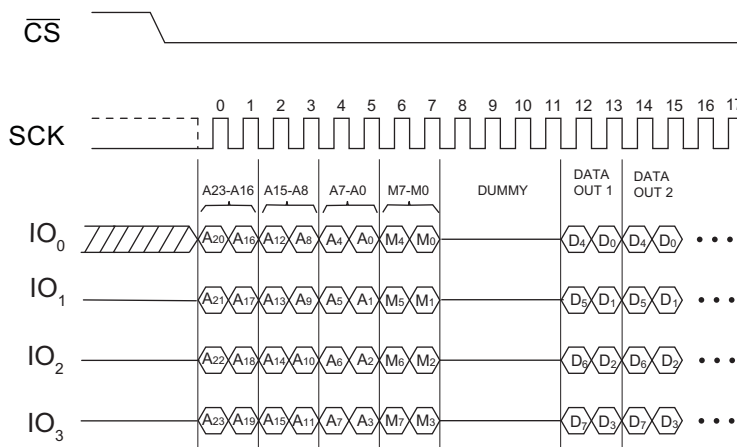 CS
0 1 2 3 4 5 6 7 8 9 10 11 12 13 14 15 16 17
SCK
A23-A16 A15-A8 A7-A0 M7-M0 DUMMY DATA OUT 1 DATA OUT 2
IO0 A20 A16 A12 A8 A4 A0 M4 M0 D4 D0 D4 D0 • • •
IO1 A21 A17 A13 A9 A5 A1 M5 M1 D5 D1 D5 D1 • • •
IO2 A22 A18 A14 A10 A6 A2 M6 M2 D6 D2 D6 D2 • • •
IO3 A23 A19 A15 A11 A7 A3 M7 M3 D7 D3 D7 D3 • • •